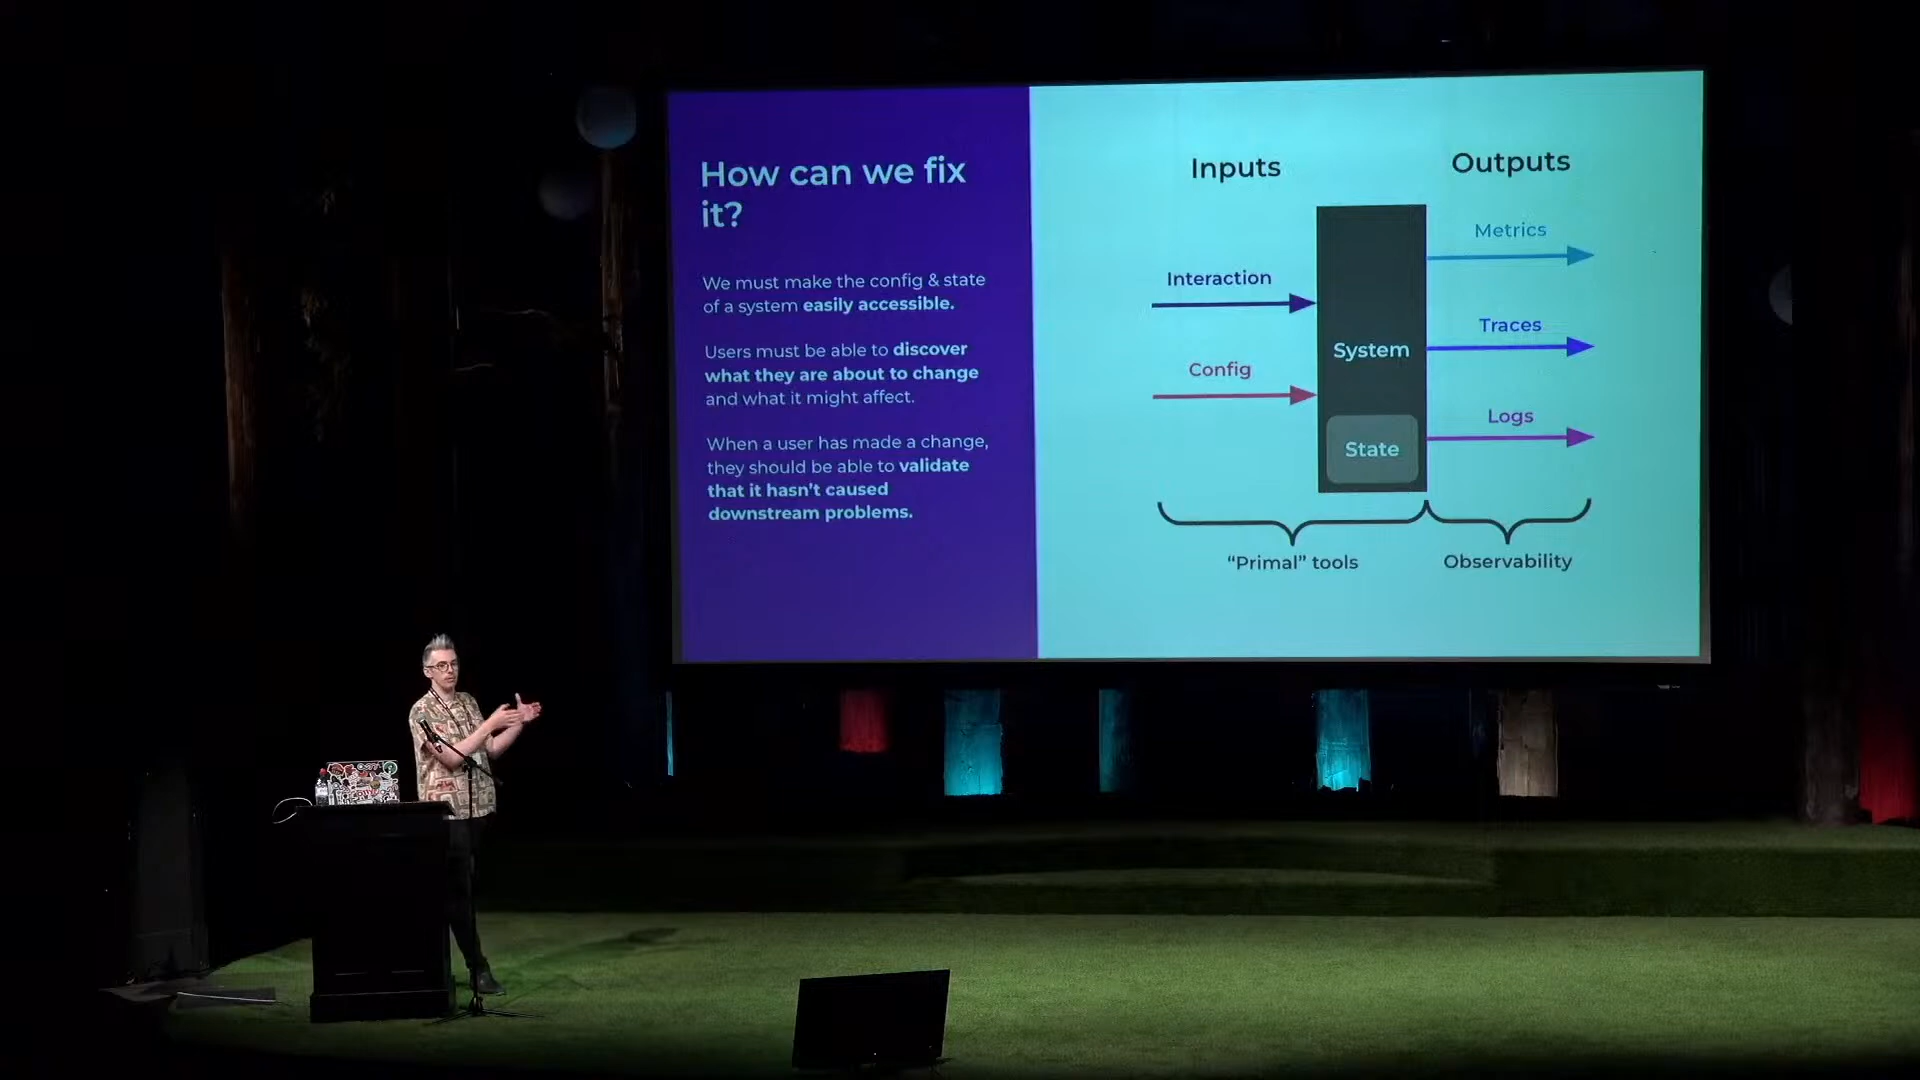 How can we fix
it?
We must make the config & state
of a system easily accessible.
Users must be able to discover
what they are about to change
and what it might affect.
When a user has made a change,
they should be able to validate
that it hasn't caused
downstream problems.
Inputs
Outputs
Interaction
Config
System
State
Metrics
Traces
Logs
“Primal” tools
Observability